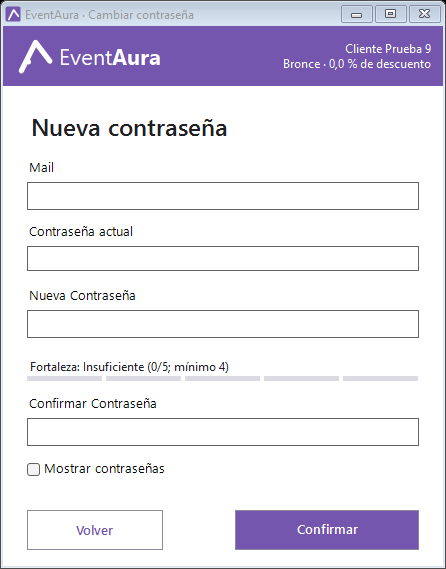 EventAura · Cambiar contraseña
EventAura
Cliente Prueba 9
Bronce · 0,0 % de descuento
Nueva contraseña
Mail
Contraseña actual
Nueva Contraseña
Fortaleza: Insuficiente (0/5; mínimo 4)
Confirmar Contraseña
Mostrar contraseñas
Volver
Confirmar